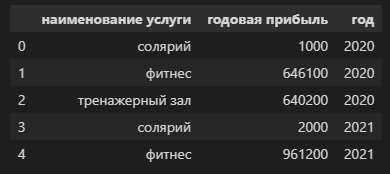 наименование услуги годовая прибыль год
0 солярий 1000 2020
1 фитнес 646100 2020
2 тренажерный зал 640200 2020
3 солярий 2000 2021
4 фитнес 961200 2021